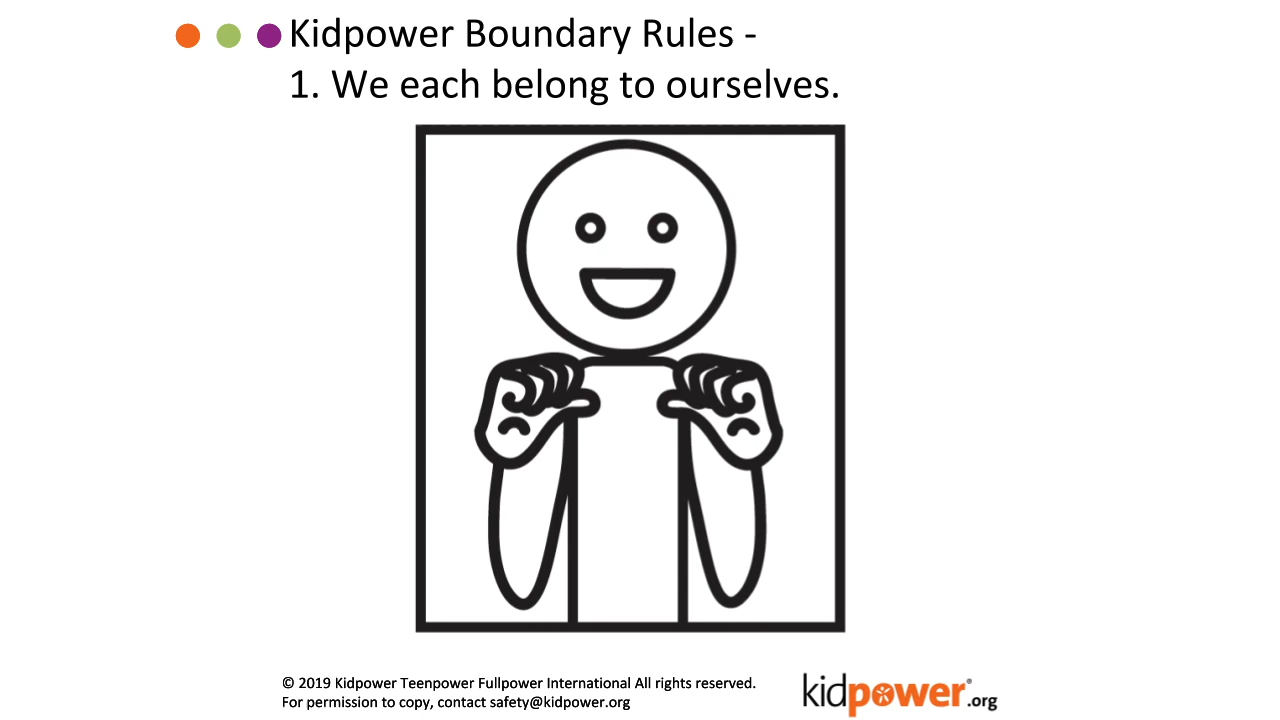 Kidpower Boundary Rules -
1. We each belong to ourselves.
© 2019 Kidpower Teenpower Fullpower International All rights reserved.
For permission to copy, contact safety@kidpower.org
kidpower®.org